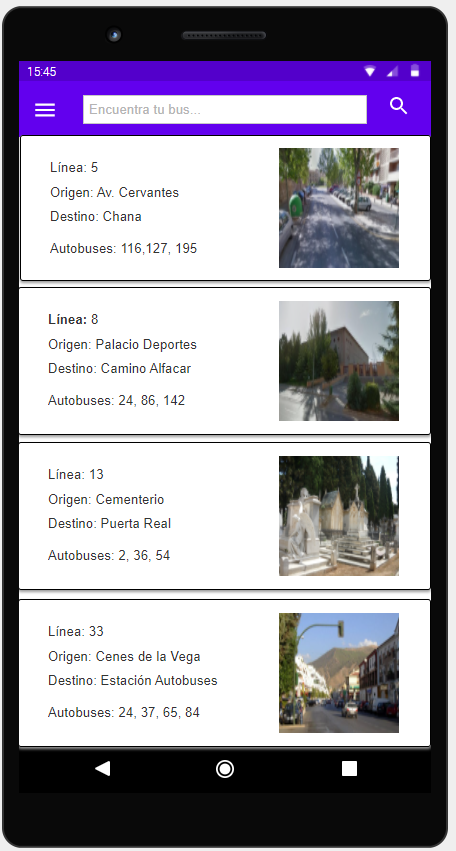 15:45
Encuentra tu bus...
Línea: 5
Origen: Av. Cervantes
Destino: Chana
Autobuses: 116,127, 195
Línea: 8
Origen: Palacio Deportes
Destino: Camino Alfacar
Autobuses: 24, 86, 142
Línea: 13
Origen: Cementerio
Destino: Puerta Real
Autobuses: 2, 36, 54
Línea: 33
Origen: Cenes de la Vega
Destino: Estación Autobuses
Autobuses: 24, 37, 65, 84